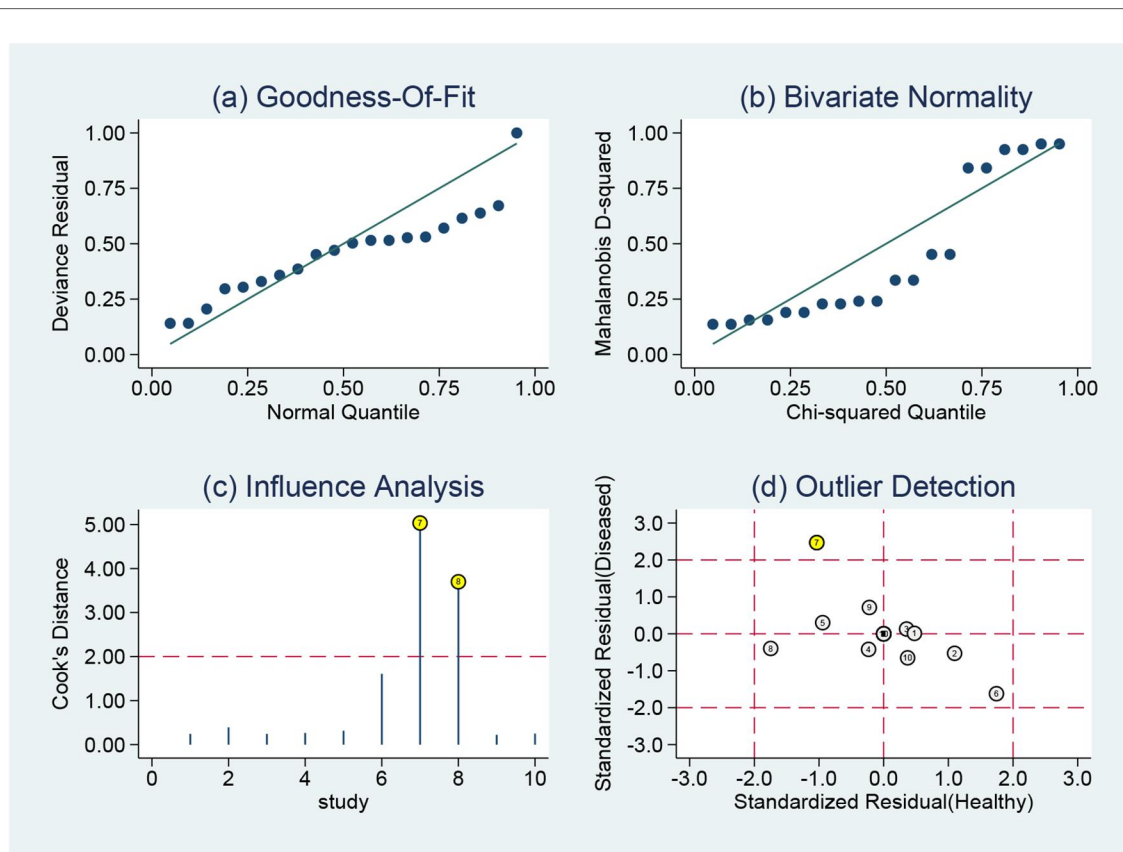 (a) Goodness-Of-Fit
Deviance Residual
1.00
0.75
0.50
0.25
0.00
0.00 0.25 0.50 0.75 1.00
Normal Quantile
(b) Bivariate Normality
Mahalanobis D-squared
1.00
0.75
0.50
0.25
0.00
0.00 0.25 0.50 0.75 1.00
Chi-squared Quantile
(c) Influence Analysis
Cook's Distance
5.00
4.00
3.00
2.00
1.00
0.00
7
8
0 2 4 6 8 10
study
(d) Outlier Detection
Standardized Residual(Diseased)
3.0
2.0
1.0
0.0
-1.0
-2.0
-3.0
7
9
5
3
1
8
4
10
2
6
-3.0 -2.0 -1.0 0.0 1.0 2.0 3.0
Standardized Residual(Healthy)